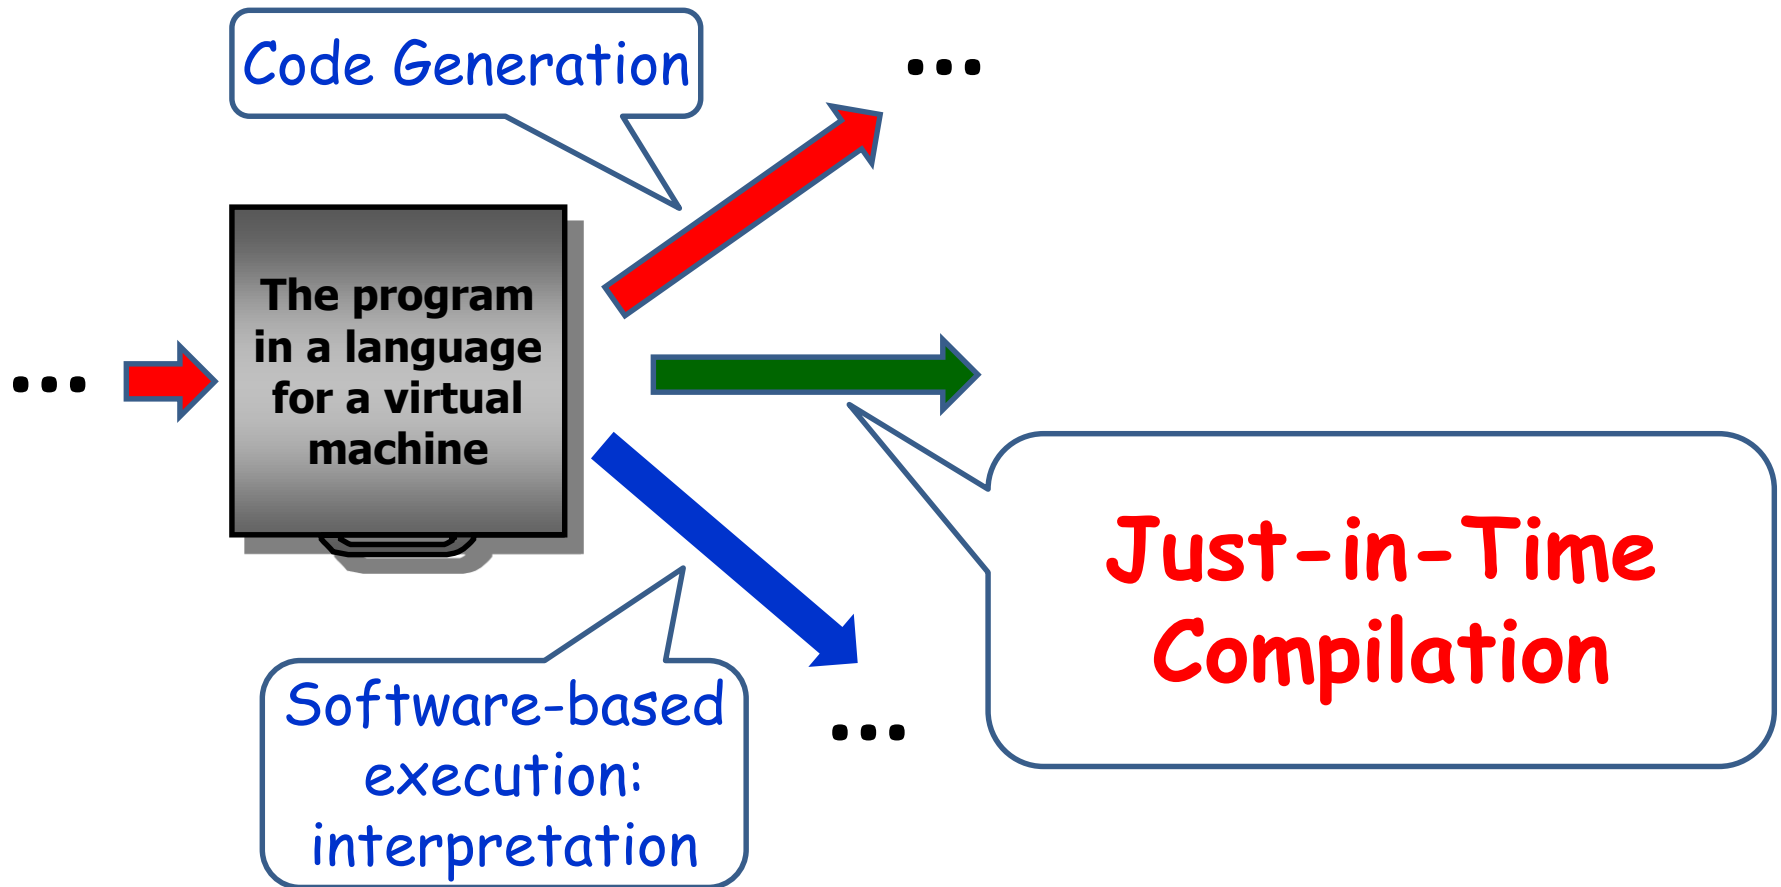 Code Generation
...
The program
in a language
for a virtual
machine
...
Just-in-Time
Compilation
Software-based
execution:
interpretation
...